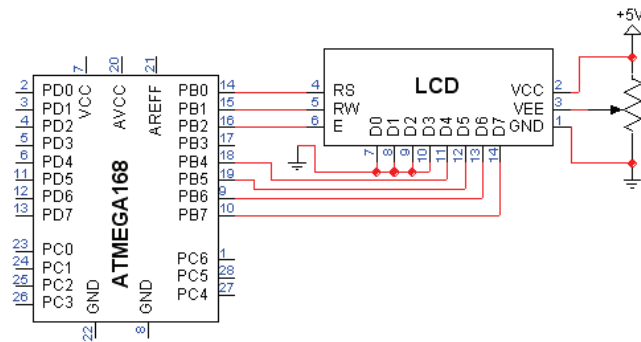 +5V
7 20 21
2 PD0 VCC AVCC AREFF PB0 14 4 RS LCD VCC 2
3 PD1 PB1 15 5 RW VEE 3
4 PD2 PB2 16 6 E D0 D1 D2 D3 D4 D5 D6 D7 GND 1
5 PD3 PB3 17
6 PD4 PB4 18 7 8 9 10 11 12 13 14
11 PD5 PB5 19
12 PD6 PB6 9
13 PD7 PB7 10
ATMEGA168
23 PC0 PC6 1
24 PC1 PC5 28
25 PC2 PC4 27
26 PC3 GND GND
22 8